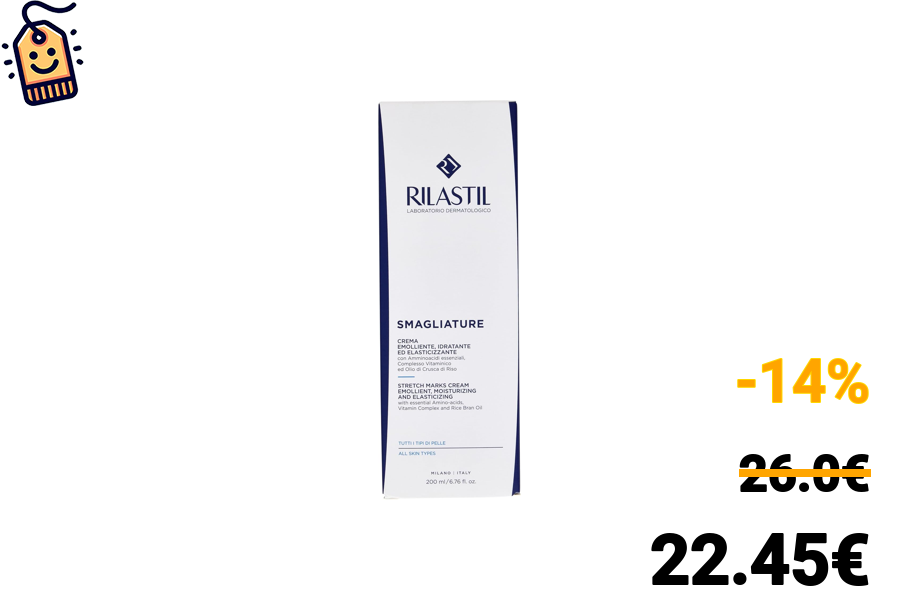 RILASTIL
LABORATORIO DERMATOLOGICO
SMAGLIATURE
CREMA
EMOLLIENTE, IDRATANTE
ED ELASTICIZZANTE
con Amminoacidi essenziali,
Complesso Vitaminico
ed Olio di Crusca di Riso
STRETCH MARKS CREAM
EMOLLIENT, MOISTURIZING
AND ELASTICIZING
with essential Amino-acids,
Vitamin Complex and Rice Bran Oil
TUTTI I TIPI DI PELLE
ALL SKIN TYPES
MILANO / ITALY
200 ml/6.76 fl. oz.
-14%
26.0€
22.45€